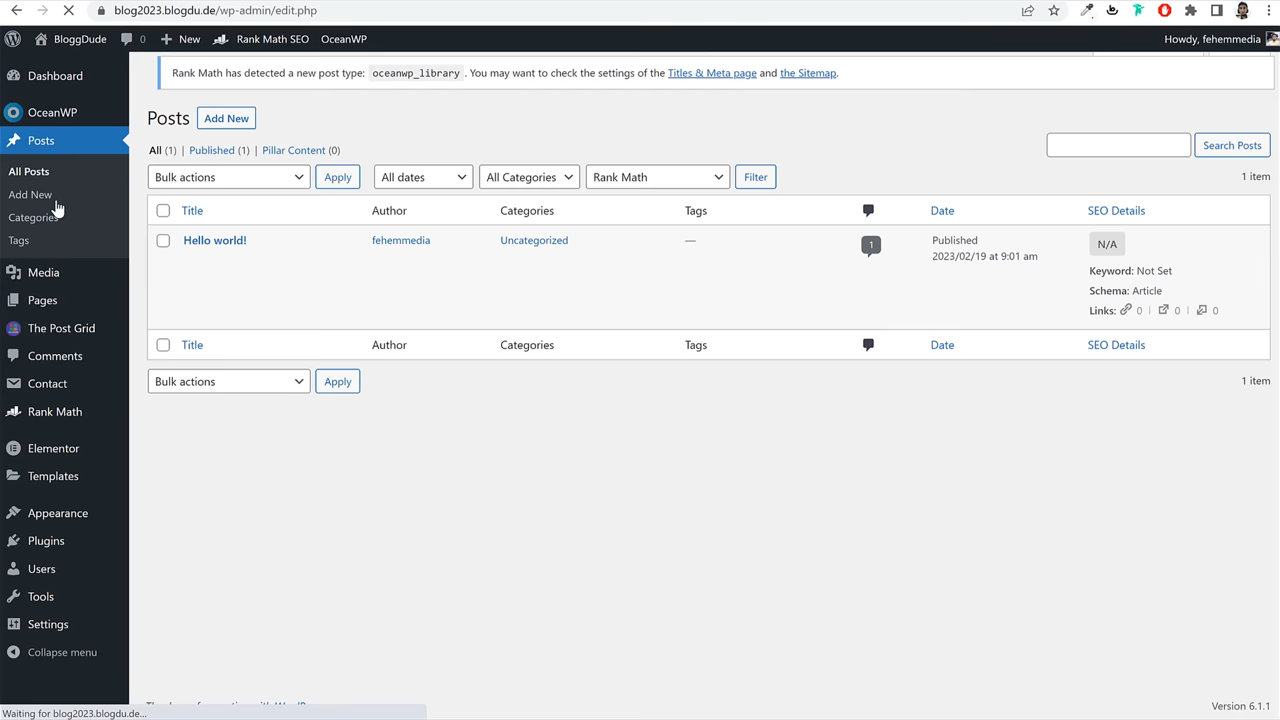 blog2023.blogdu.de/wp-admin/edit.php
BloggDude 0 New Rank Math SEO OceanWP Howdy, fehemmedia
Dashboard
OceanWP
Posts
All Posts
Add New
Categories
Tags
Media
Pages
The Post Grid
Comments
Contact
Rank Math
Elementor
Templates
Appearance
Plugins
Users
Tools
Settings
Collapse menu
Rank Math has detected a new post type: oceanwp_library . You may want to check the settings of the Titles & Meta page and the Sitemap.
Posts Add New
All (1) | Published (1) | Pillar Content (0)
Search Posts
Bulk actions Apply All dates All Categories Rank Math Filter 1 item
Title Author Categories Tags Date SEO Details
Hello world! fehemmedia Uncategorized — 1 Published N/A
2023/02/19 at 9:01 am
Keyword: Not Set
Schema: Article
Links: 0 | 0 | 0
Title Author Categories Tags Date SEO Details
Bulk actions Apply 1 item
Version 6.1.1
Waiting for blog2023.blogdu.de...